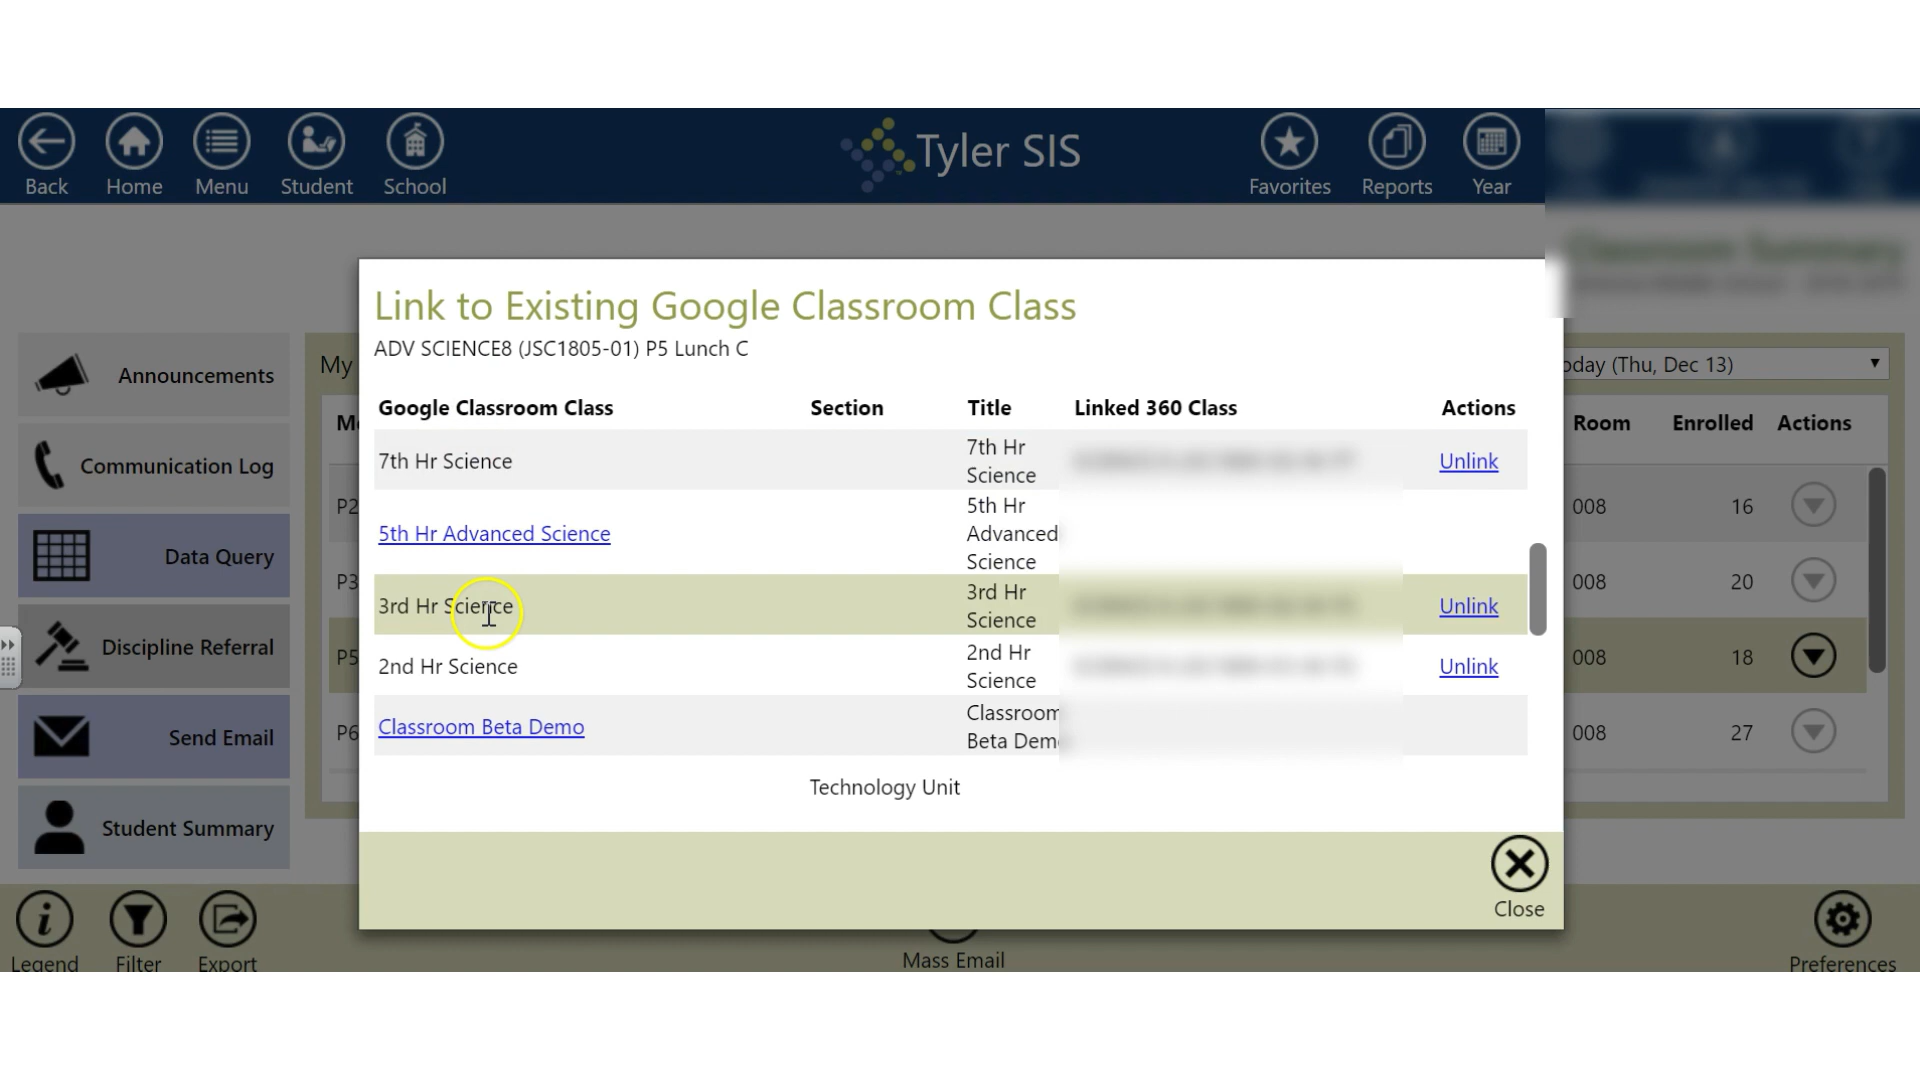 Back
Home
Menu
Student
School
Tyler SIS
Favorites
Reports
Year
Classroom Summary
Link to Existing Google Classroom Class
ADV SCIENCE8 (JSC1805-01) P5 Lunch C
Google Classroom Class Section Title Linked 360 Class Actions
7th Hr Science
7th Hr
Science
Unlink
5th Hr Advanced Science
5th Hr
Advanced
Science
3rd Hr Science
3rd Hr
Science
Unlink
2nd Hr Science
2nd Hr
Science
Unlink
Classroom Beta Demo
Classroom
Beta Demo
Technology Unit
Close
Announcements
Communication Log
Data Query
Discipline Referral
Send Email
Student Summary
My
oday (Thu, Dec 13)
Room Enrolled Actions
P2 008 16
P3 008 20
P5 008 18
P6 008 27
Legend
Filter
Export
Mass Email
Preferences